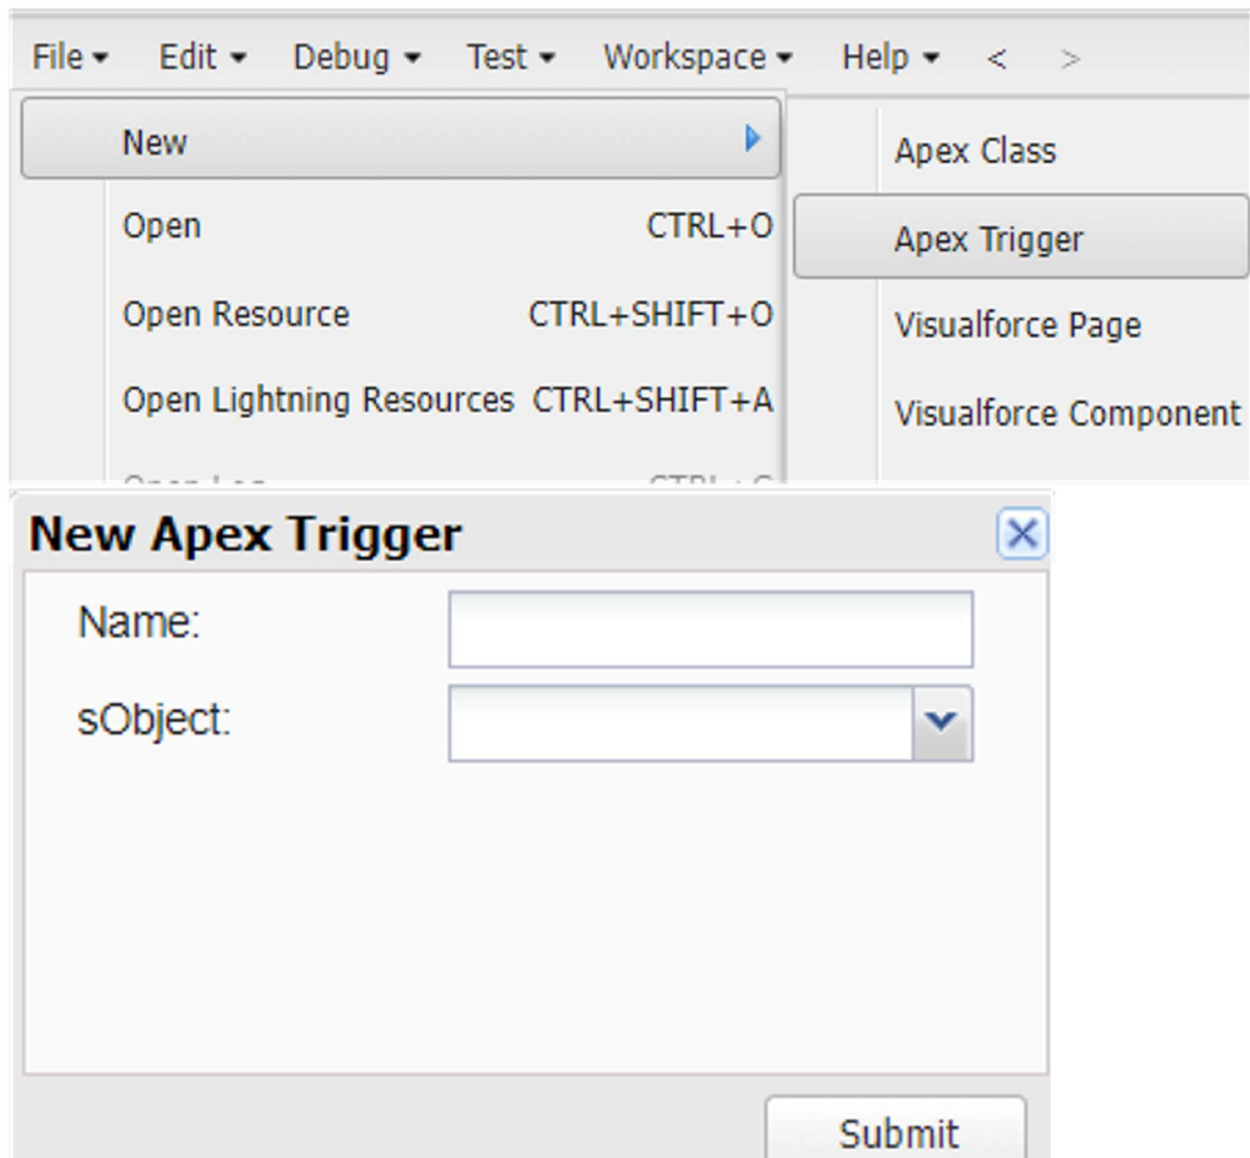 File Edit Debug Test Workspace Help < >
New
Apex Class
Open CTRL+O
Apex Trigger
Open Resource CTRL+SHIFT+O
Visualforce Page
Open Lightning Resources CTRL+SHIFT+A
Visualforce Component
New Apex Trigger
Name:
sObject:
Submit